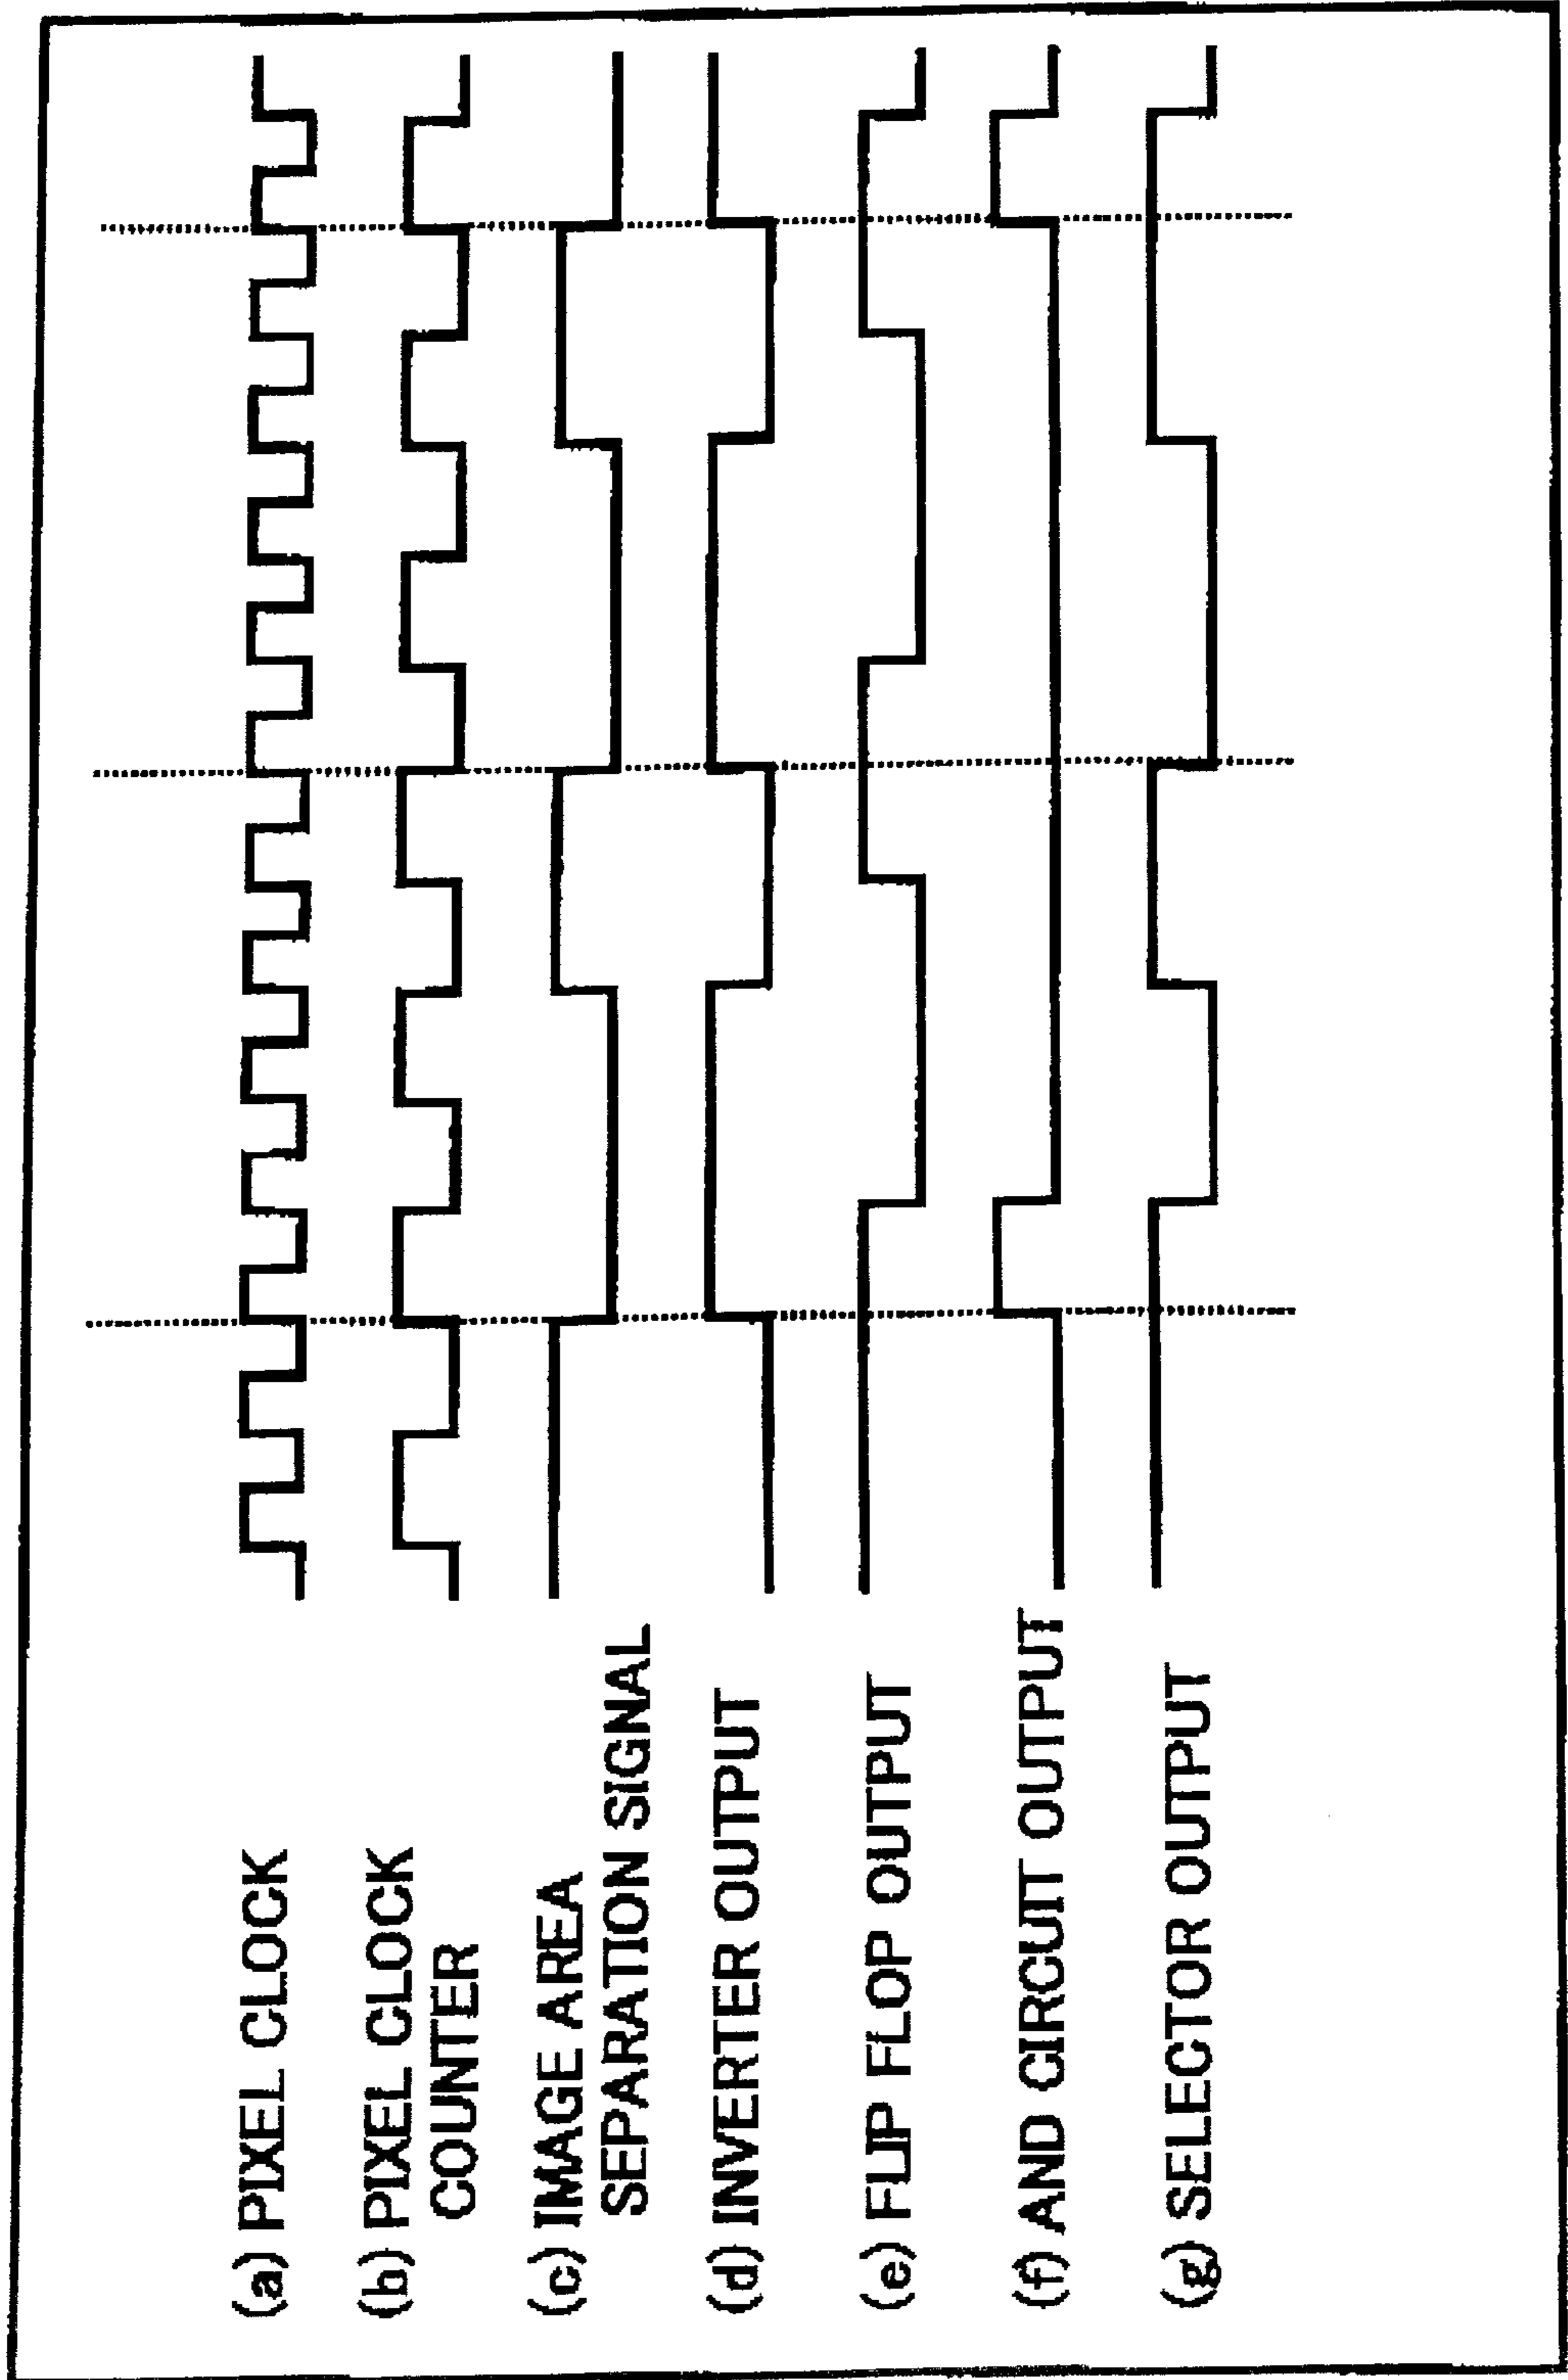 (a) PIXEL CLOCK
(b) PIXEL CLOCK
COUNTER
(c) IMAGE AREA
SEPARATION SIGNAL
(d) INVERTER OUTPUT
(e) FLIP FLOP OUTPUT
(f) AND CIRCUIT OUTPUT
(g) SELECTOR OUTPUT